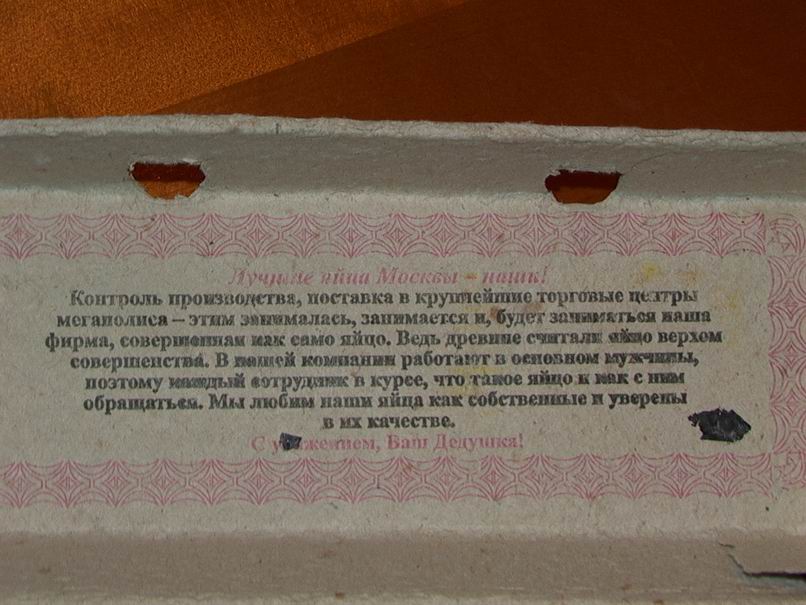 Лучшие яйца Москвы – наши!
Контроль производства, поставка в крупнейшие торговые центры
мегаполиса – этим занималась, занимается и, будет заниматься наша
фирма, совершенная как само яйцо. Ведь древние считали яйцо верхом
совершенства. В нашей компании работают в основном мужчины,
поэтому каждый сотрудник в курсе, что такое яйцо и как с ним
обращаться. Мы любим наши яйца как собственные и уверены
в их качестве.
С уважением, Ваш Дедушка!